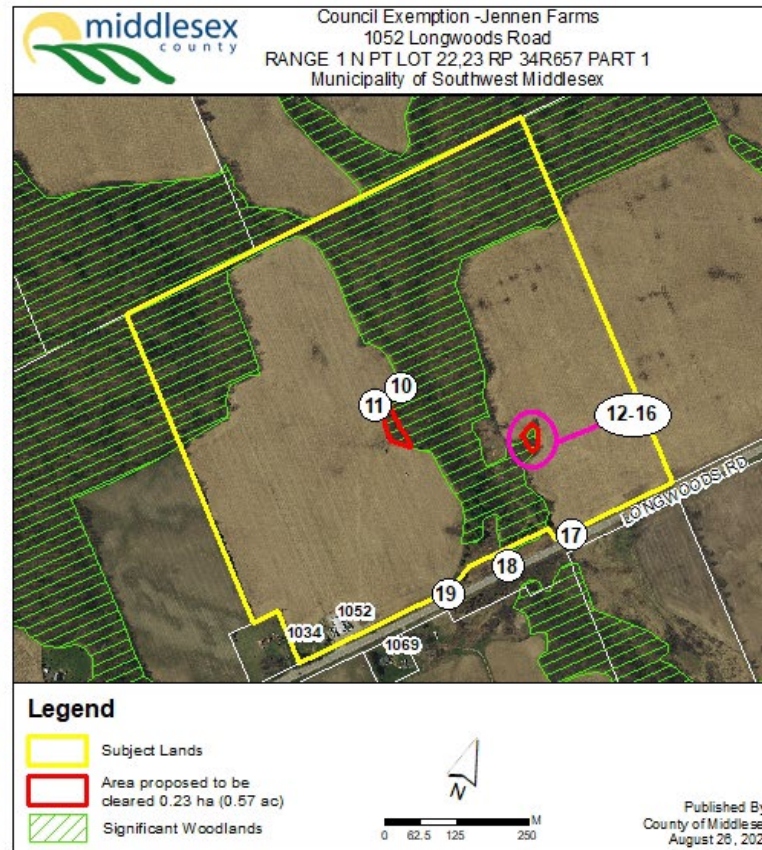 middlesex
county
Council Exemption -Jennen Farms
1052 Longwoods Road
RANGE 1 N PT LOT 22,23 RP 34R657 PART 1
Municipality of Southwest Middlesex
10
11
12-16
LONGWOODS RD
17
18
19
1052
1034
1069
Legend
Subject Lands
Area proposed to be
cleared 0.23 ha (0.57 ac)
Significant Woodlands
N
M
0 62.5 125 250
Published By
County of Middlese
August 26, 202